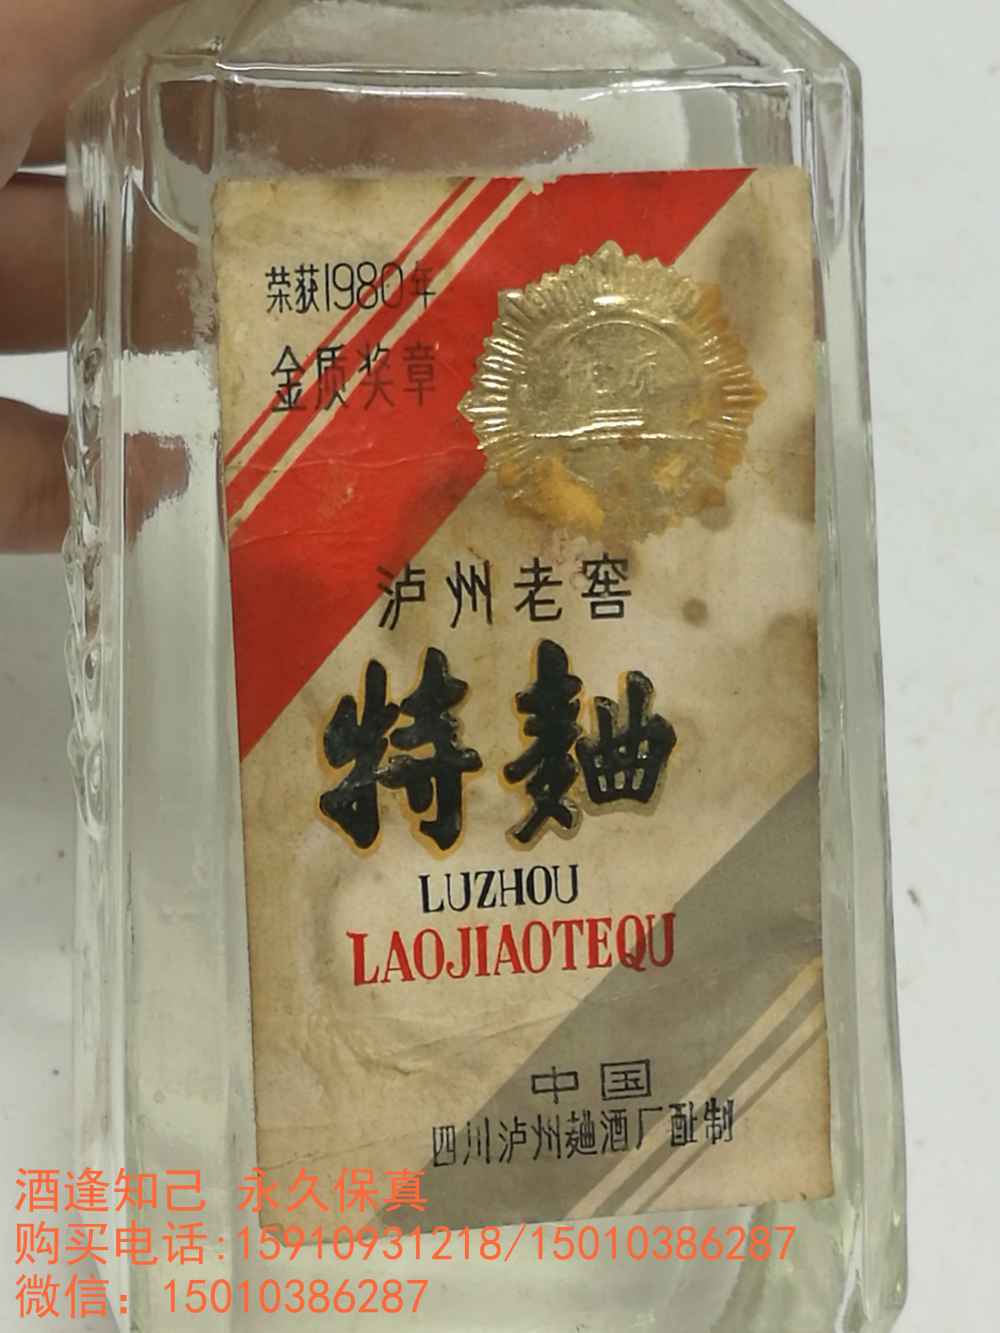 荣获1980年
金质奖章
泸州老窖
特麯
LUZHOU
LAOJIAOTEQU
中国
四川泸州麯酒厂酏制
酒逢知己 永久保真
购买电话:15910931218/15010386287
微信：15010386287